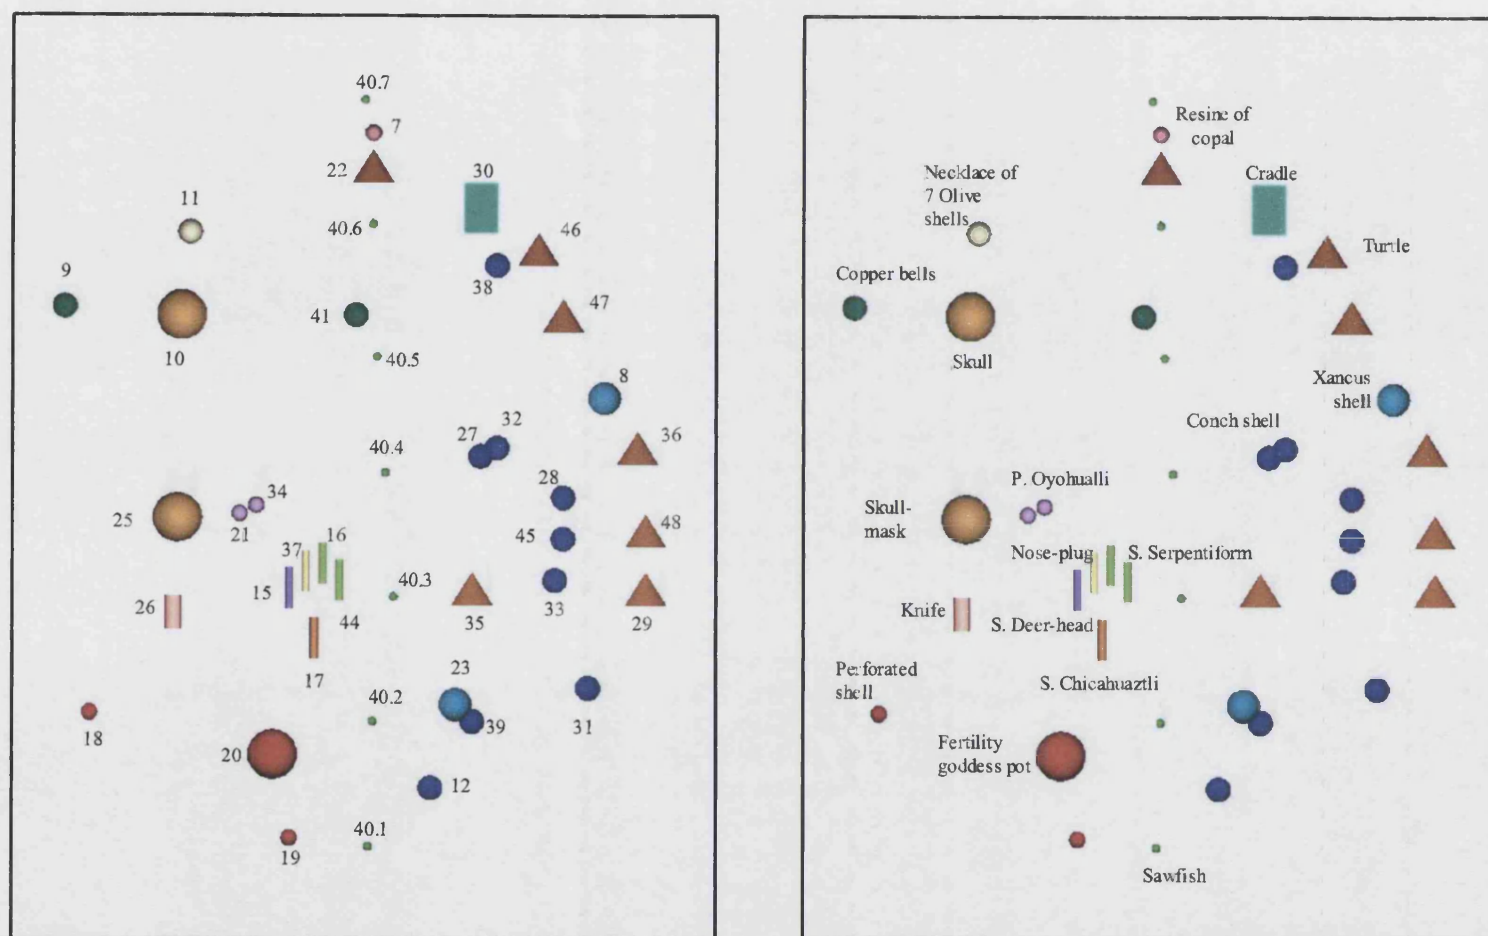 40.7
7
22
30
11
40.6
46
9
38
47
41
10
40.5
8
32
27
36
40.4
28
34
25
21
16
48
45
37
40.3
15
26
33
44
35
29
17
23
40.2
18
39
31
20
12
40.1
19
Resine of
copal
Necklace of
7 Olive
shells
Cradle
Turtle
Copper bells
Skull
Xancus
shell
Conch shell
P. Oyohualli
Skull-
mask
Nose-plug
S. Serpentiform
Knife
S. Deer-head
Perforated
shell
S. Chicahuaztli
Fertility
goddess pot
Sawfish